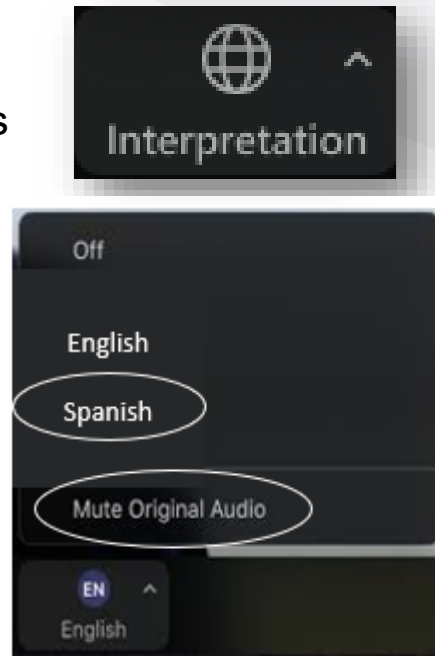 s
Interpretation
Off
English
Spanish
Mute Original Audio
EN
English